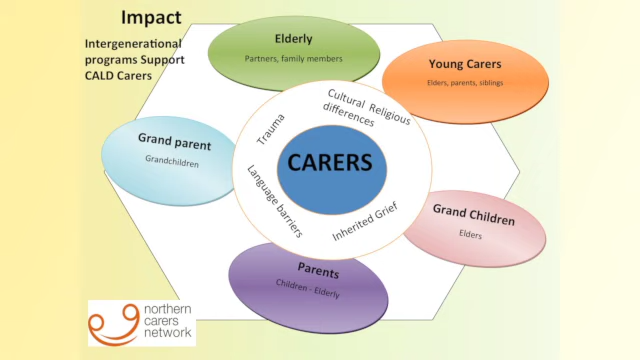 Impact
Intergenerational
programs Support
CALD Carers
Elderly
Partners, family members
Young Carers
Elders, parents, siblings
Cultural Religious
differences
Trauma
Grand parent
Grandchildren
CARERS
Language barriers
Inherited Grief
Grand Children
Elders
Parents
Children - Elderly
northern
carers
network